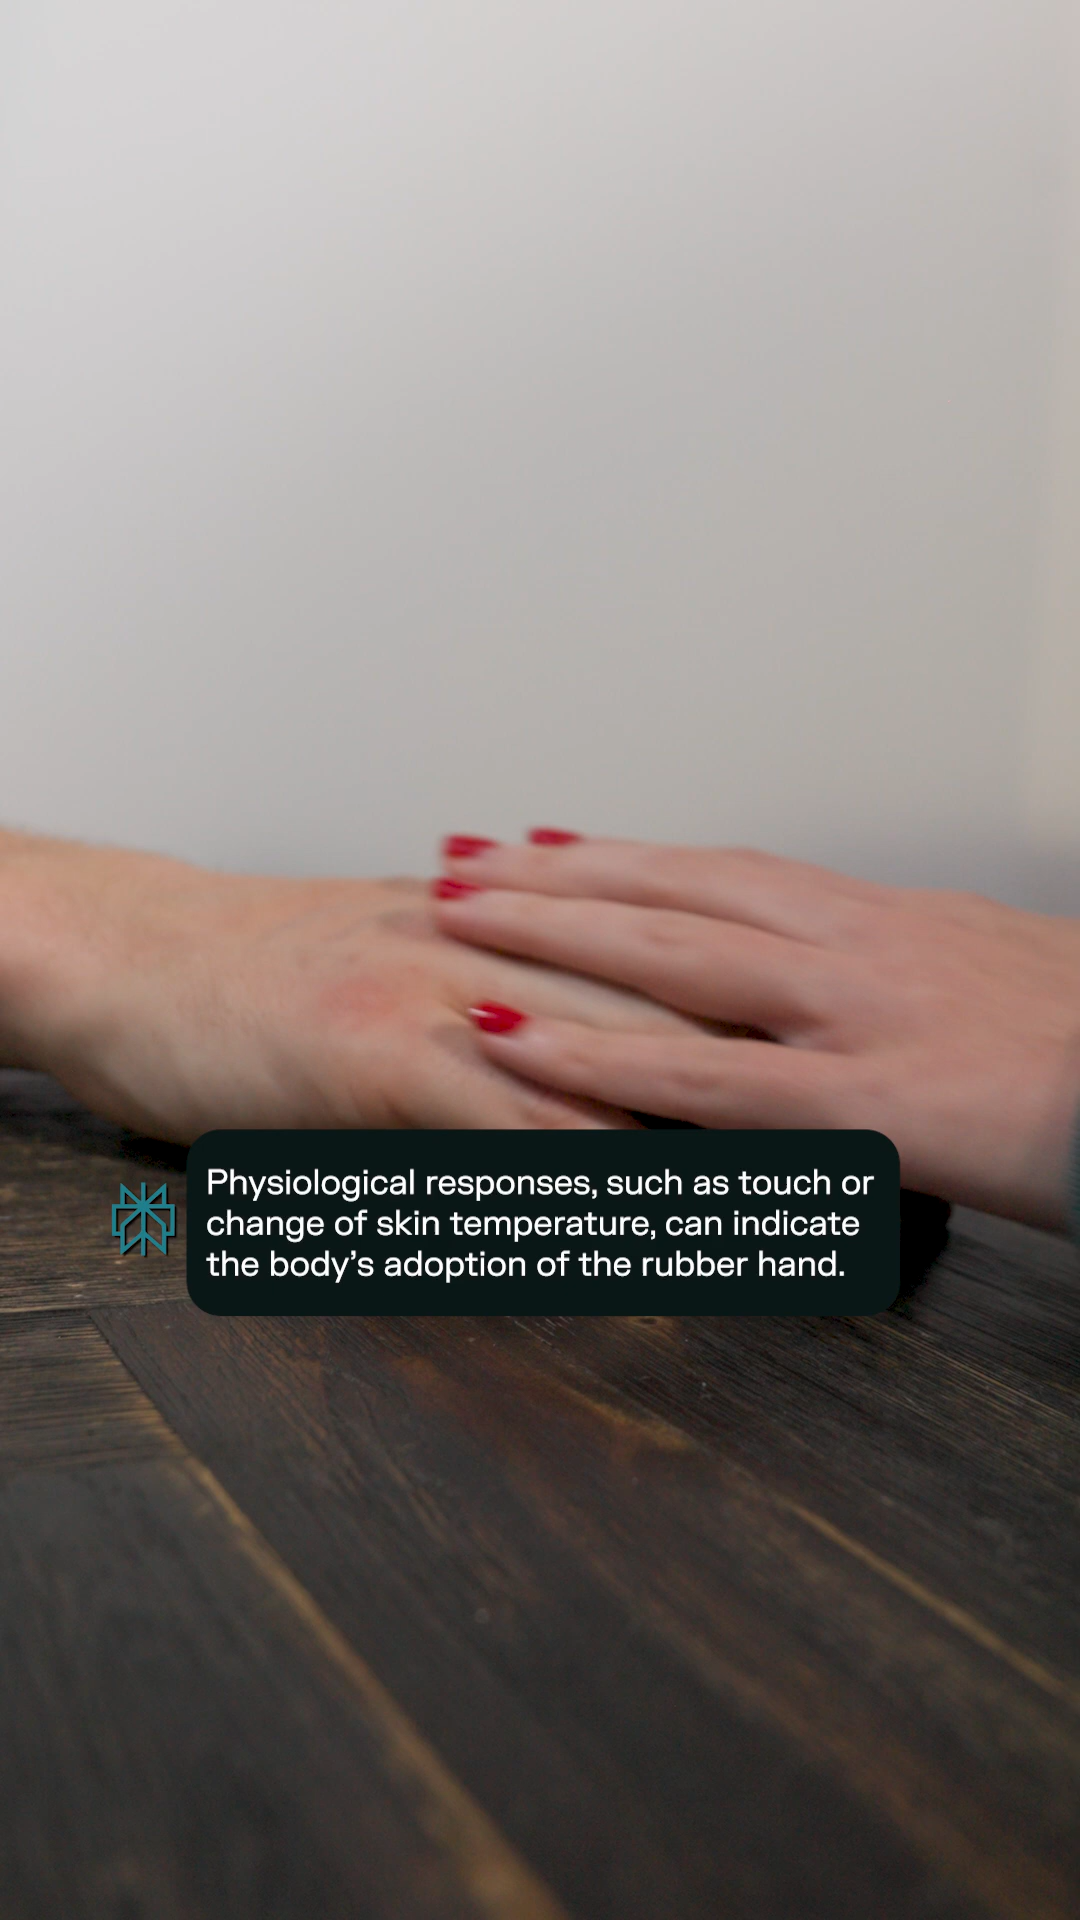 Physiological responses, such as touch or
change of skin temperature, can indicate
the body’s adoption of the rubber hand.